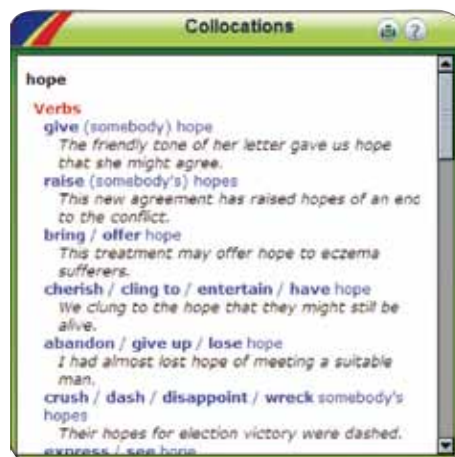 Collocations
?
hope
Verbs
give (somebody) hope
The friendly tone of her letter gave us hope
that she might agree.
raise (somebody's) hopes
This new agreement has raised hopes of an end
to the conflict.
bring / offer hope
This treatment may offer hope to eczema
sufferers.
cherish / cling to / entertain / have hope
We clung to the hope that they might still be
alive.
abandon / give up / lose hope
I had almost lost hope of meeting a suitable
man.
crush / dash / disappoint / wreck somebody's
hopes
Their hopes for election victory were dashed.
express / see hope